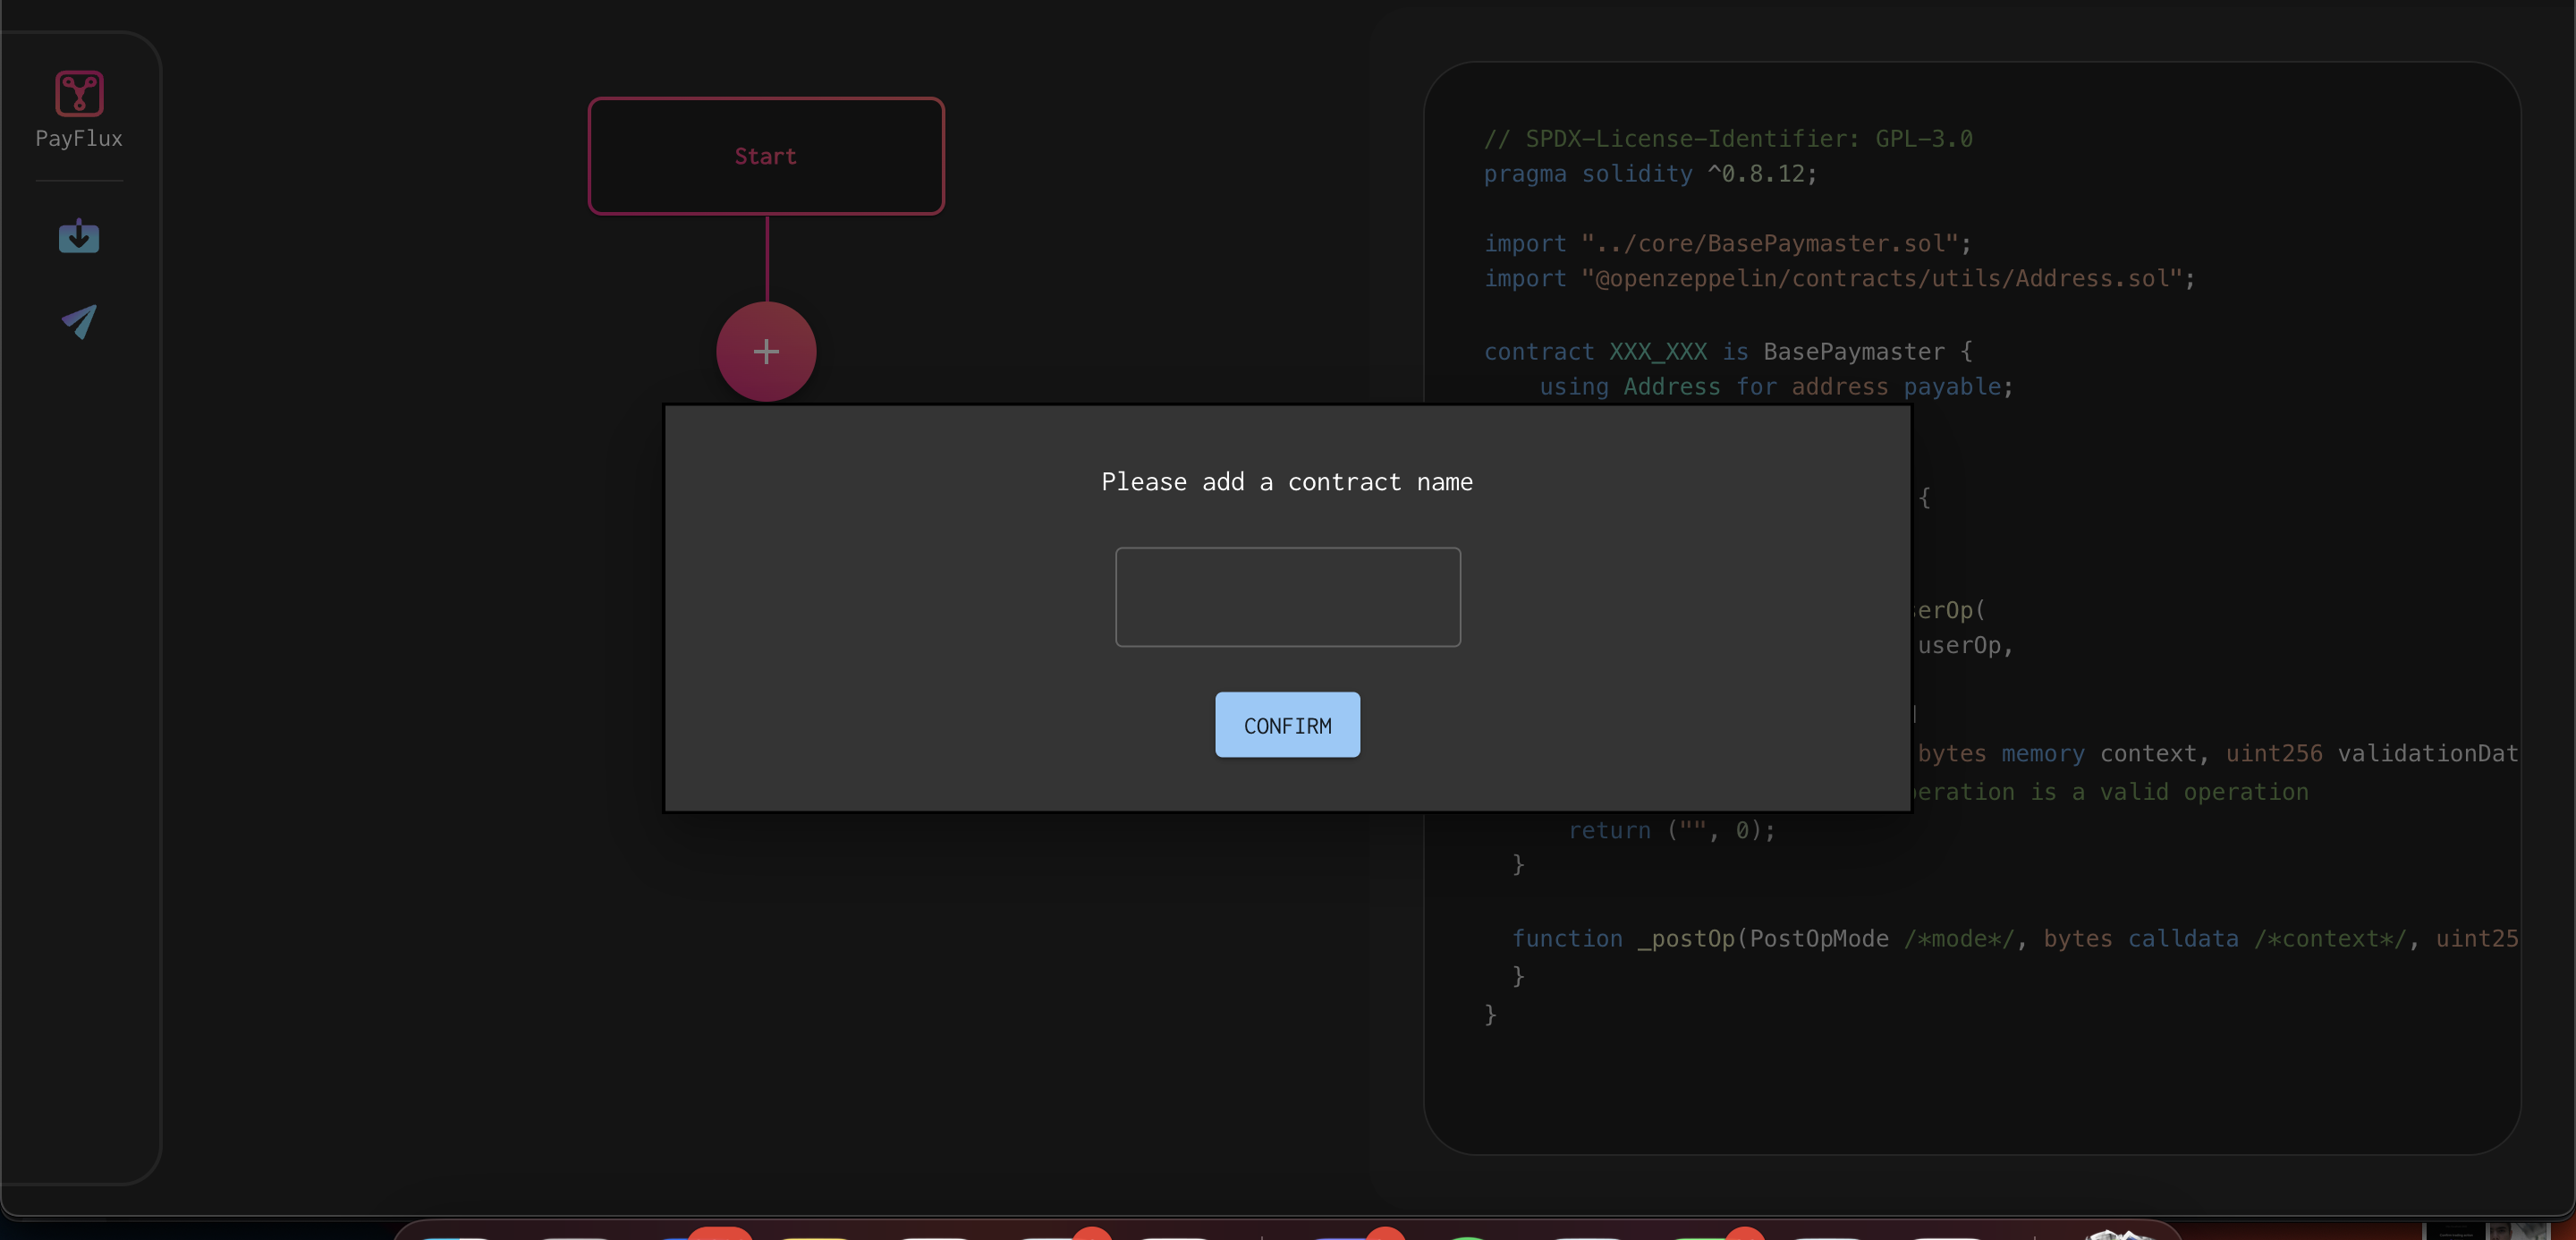 PayFlux
Start
+
// SPDX-License-Identifier: GPL-3.0
pragma solidity ^0.8.12;
import "../core/BasePaymaster.sol";
import "@openzeppelin/contracts/utils/Address.sol";
contract XXX_XXX is BasePaymaster {
using Address for address payable;
Please add a contract name
CONFIRM
{
erOp(
userOp,
bytes memory context, uint256 validationDat
eration is a valid operation
return ("", 0);
}
function _postOp(PostOpMode /*mode*/, bytes calldata /*context*/, uint25
}
}